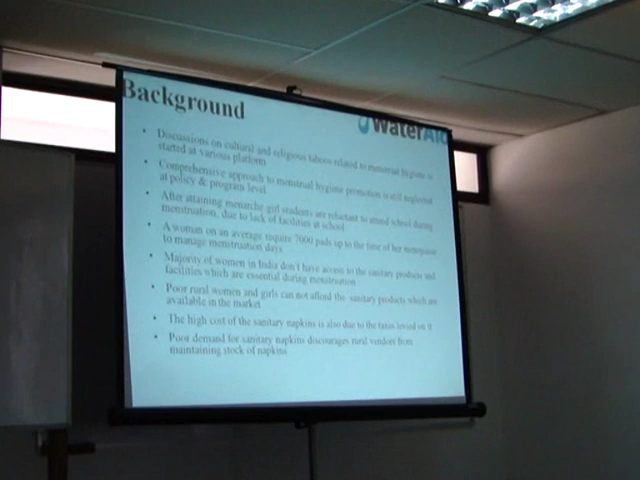 Background
WaterAid
• Discussions on cultural and religious taboos related to menstrual hygiene is
started at various platform
• Comprehensive approach to menstrual hygiene promotion is still neglected
at policy & program level
• After attaining menarche girl students are reluctant to attend school during
menstruation, due to lack of facilities at school
• A woman on an average require 7000 pads up to the time of her menopause
to manage menstruation days
• Majority of women in India don't have access to the sanitary products and
facilities which are essential during menstruation
• Poor rural women and girls can not afford the sanitary products which are
available in the market
• The high cost of the sanitary napkins is also due to the taxes levied on it
• Poor demand for sanitary napkins discourages rural vendors from
maintaining stock of napkins